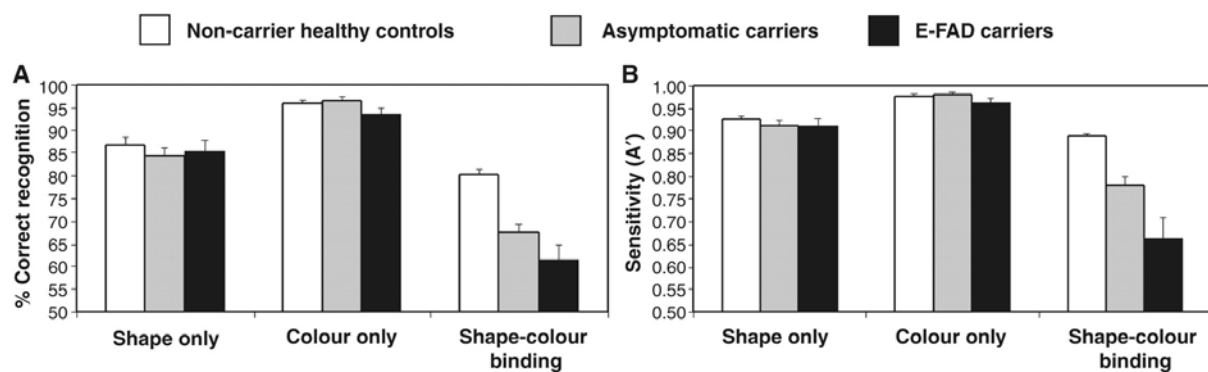 Non-carrier healthy controls
Asymptomatic carriers
E-FAD carriers
A
% Correct recognition
100
95
90
85
80
75
70
65
60
55
50
Shape only
Colour only
Shape-colour
binding
B
Sensitivity (A′)
1.00
0.95
0.90
0.85
0.80
0.75
0.70
0.65
0.60
0.55
0.50
Shape only
Colour only
Shape-colour
binding